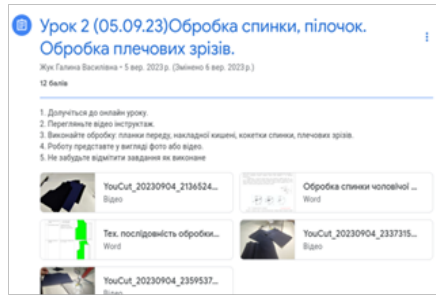 Урок 2 (05.09.23)Обробка спинки, пілочок.
Обробка плечових зрізів.
Жук Галина Василівна • 5 вер. 2023 р. (Змінено 6 вер. 2023 р.)
12 балів
1. Долучіться до онлайн уроку.
2. Перегляньте відео інструктаж.
3. Виконайте обробку: планки переду, накладної кишені, кокетки спинки, плечових зрізів.
4. Роботу представте у вигляді фото або відео.
5. Не забудьте відмітити завдання як виконане
YouCut_20230904_2136524...
Відео
Обробка спинки чоловічої ...
Word
Тех. послідовність обробки...
Word
YouCut_20230904_2337315...
Відео
YouCut_20230904_2359537...
Відео